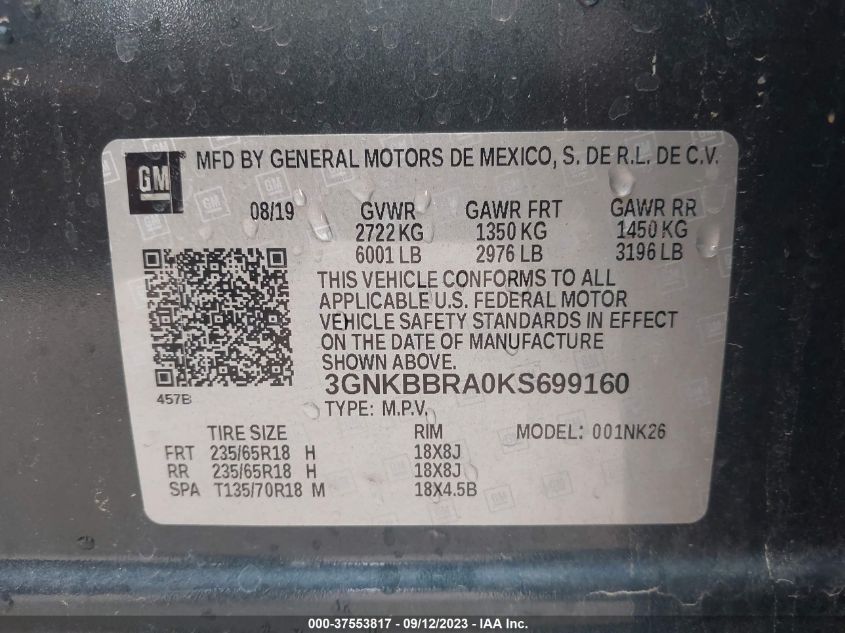 GM MFD BY GENERAL MOTORS DE MEXICO, S. DE R.L. DE C.V.
08/19 GVWR GAWR FRT GAWR RR
2722 KG 1350 KG 1450 KG
6001 LB 2976 LB 3196 LB
THIS VEHICLE CONFORMS TO ALL
APPLICABLE U.S. FEDERAL MOTOR
VEHICLE SAFETY STANDARDS IN EFFECT
ON THE DATE OF MANUFACTURE
SHOWN ABOVE.
3GNKBBRA0KS699160
457B
TYPE: M.P.V.
TIRE SIZE RIM MODEL: 001NK26
FRT 235/65R18 H 18X8J
RR 235/65R18 H 18X8J
SPA T135/70R18 M 18X4.5B
000-37553817 - 09/12/2023 - IAA Inc.